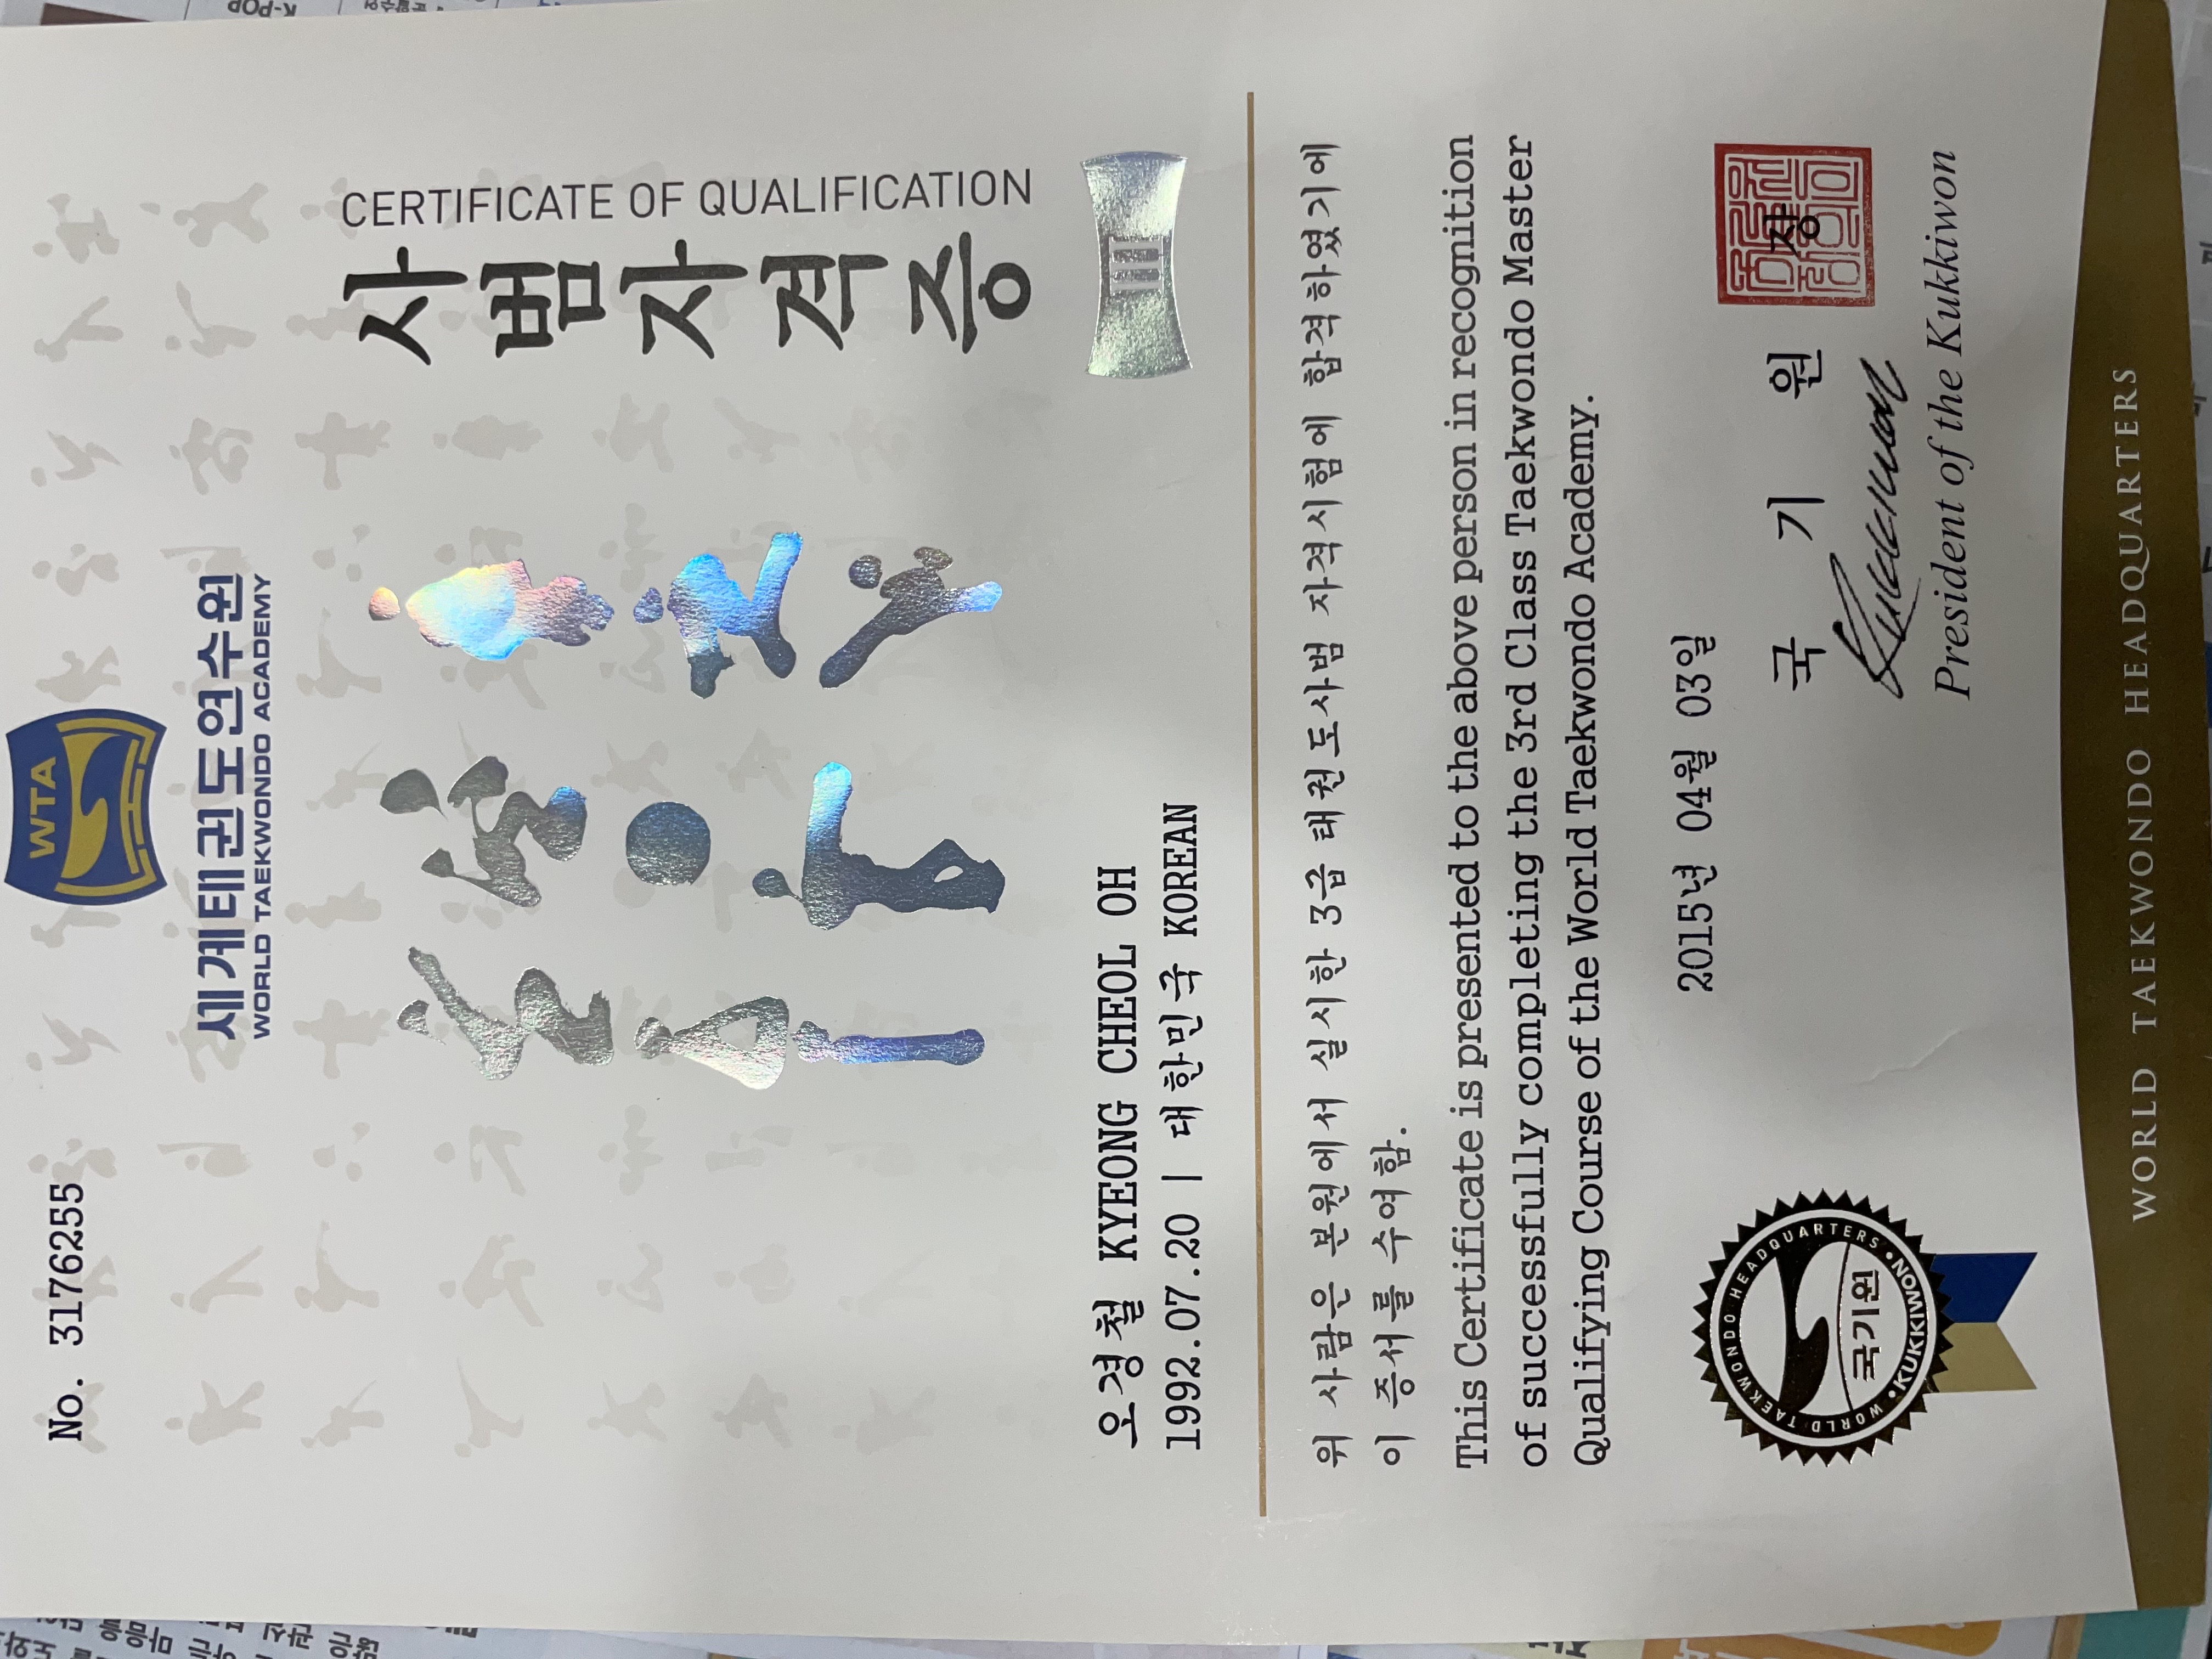 No. 31762255
WTA
세계태권도연수원
WORLD TAEKWONDO ACADEMY
CERTIFICATE OF QUALIFICATION
사범자격증
오경철 KYEONG CHEOL OH
1992.07.20 | 대한민국 KOREAN
위 사람은 본원에서 실시한 3급 태권도사범 자격시험에 합격하였기에
이 증서를 수여함.
This Certificate is presented to the above person in recognition
of successfully completing the 3rd Class Taekwondo Master
Qualifying Course of the World Taekwondo Academy.
2015년 04월 03일
국 기 원 장
President of the Kukkiwon
WORLD TAEKWONDO HEADQUARTERS • KUKKIWON •
국기원
WORLD TAEKWONDO HEADQUARTERS
K-POP